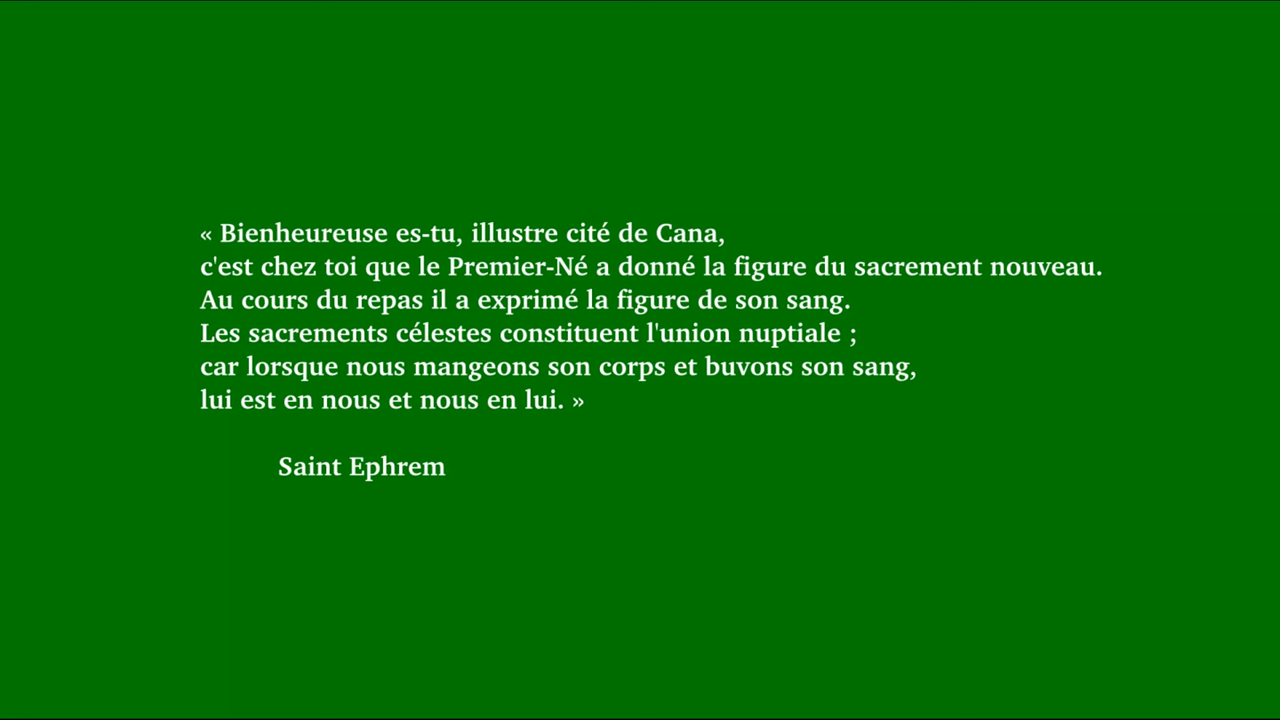 « Bienheureuse es-tu, illustre cité de Cana,
c'est chez toi que le Premier-Né a donné la figure du sacrement nouveau.
Au cours du repas il a exprimé la figure de son sang.
Les sacrements célestes constituent l'union nuptiale ;
car lorsque nous mangeons son corps et buvons son sang,
lui est en nous et nous en lui. »
Saint Ephrem